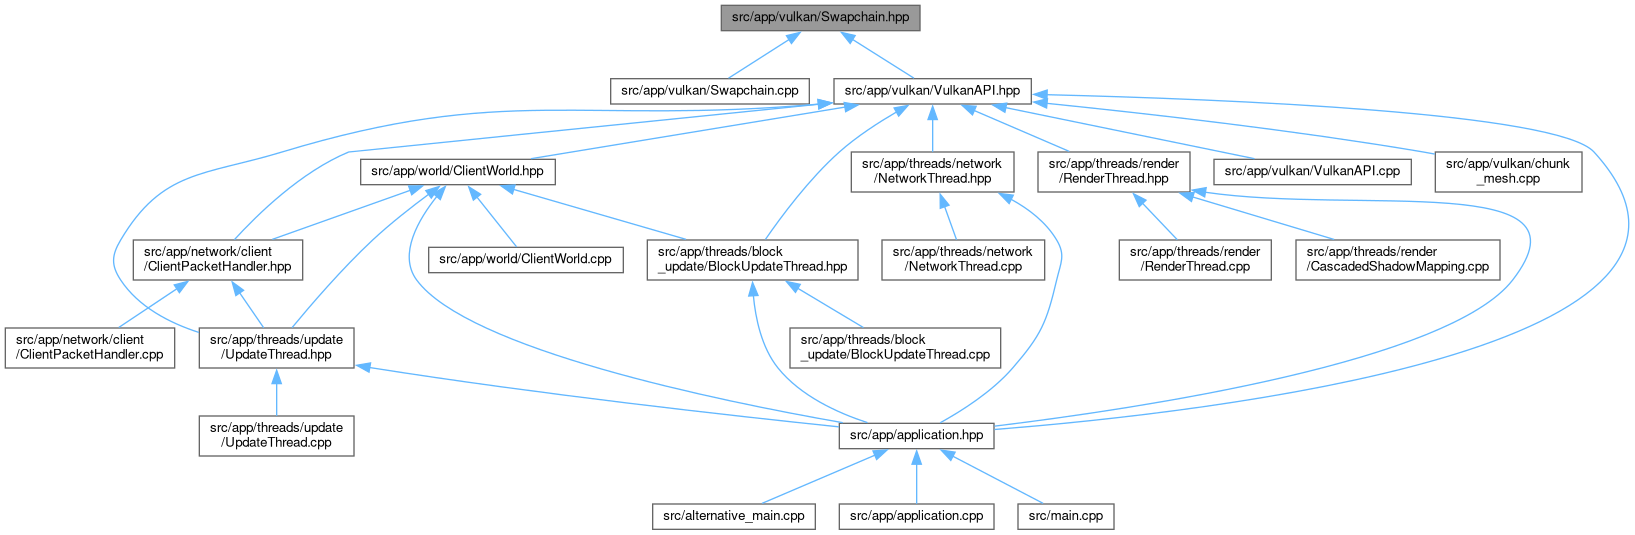 src/app/vulkan/Swapchain.hpp
src/app/vulkan/Swapchain.cpp
src/app/vulkan/VulkanAPI.hpp
src/app/world/ClientWorld.hpp
src/app/threads/network
/NetworkThread.hpp
src/app/threads/render
/RenderThread.hpp
src/app/vulkan/VulkanAPI.cpp
src/app/vulkan/chunk
_mesh.cpp
src/app/network/client
/ClientPacketHandler.hpp
src/app/world/ClientWorld.cpp
src/app/threads/block
_update/BlockUpdateThread.hpp
src/app/threads/network
/NetworkThread.cpp
src/app/threads/render
/RenderThread.cpp
src/app/threads/render
/CascadedShadowMapping.cpp
src/app/network/client
/ClientPacketHandler.cpp
src/app/threads/update
/UpdateThread.hpp
src/app/threads/block
_update/BlockUpdateThread.cpp
src/app/threads/update
/UpdateThread.cpp
src/app/application.hpp
src/alternative_main.cpp
src/app/application.cpp
src/main.cpp